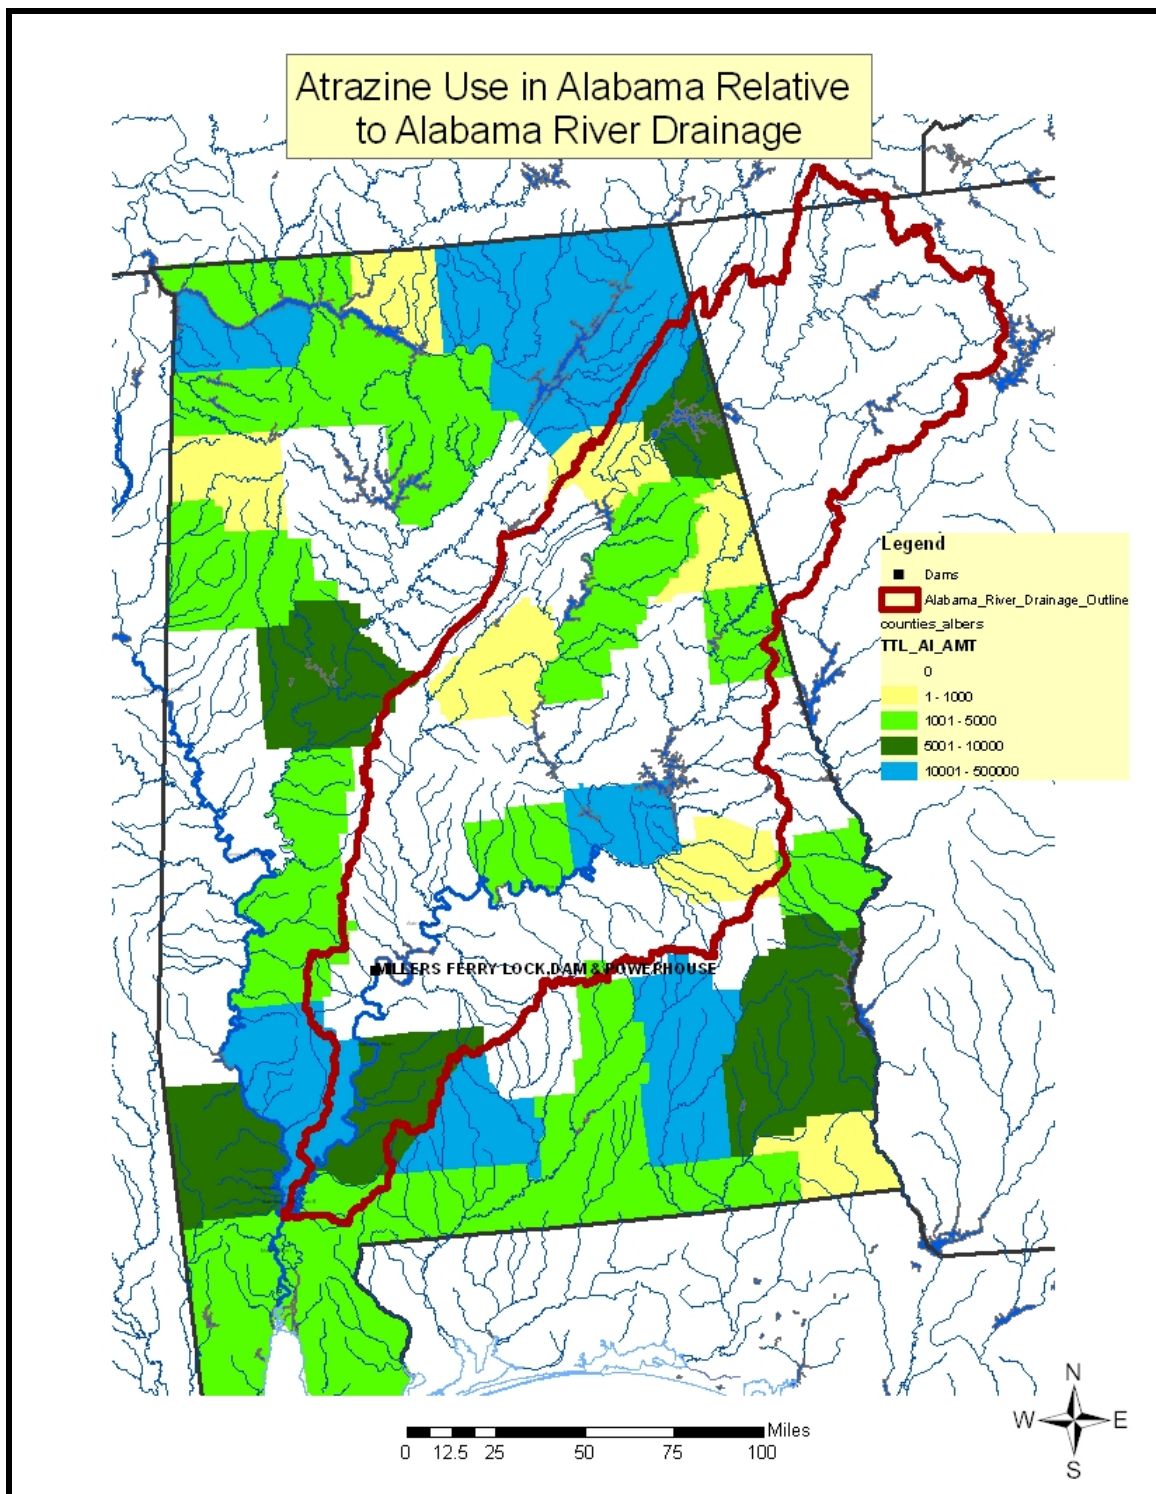 Atrazine Use in Alabama Relative
to Alabama River Drainage
Legend
Dams
Alabama_River_Drainage_Outline
counties_albers
TTL_AI_AMT
0
1 - 1000
1001 - 5000
5001 - 10000
10001 - 500000
MILLERS FERRY LOCK,DAM & POWERHOUSE
N
W E
S
Miles
0 12.5 25 50 75 100